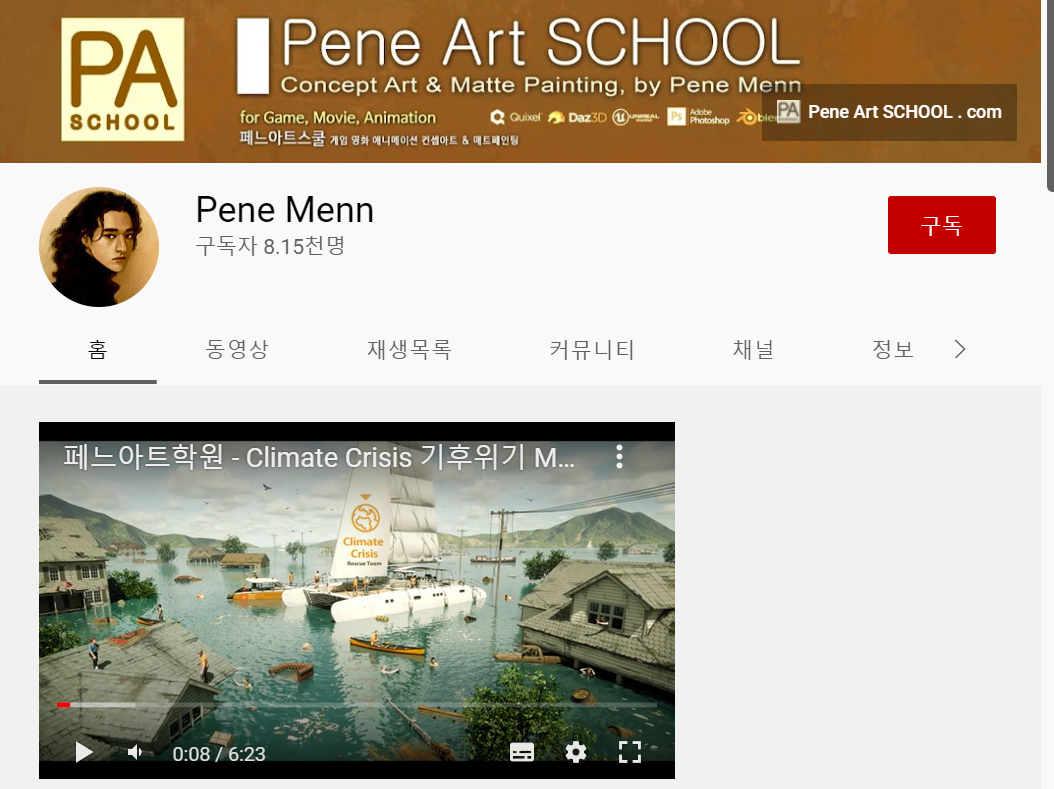 PA
SCHOOL
Pene Art SCHOOL
Concept Art & Matte Painting, by Pene Menn
for Game, Movie, Animation
Quixel DAZ3D UNREAL Ps Adobe Photoshop
페느아트스쿨 게임 영화 애니메이션 컨셉아트 & 매트페인팅
PA Pene Art SCHOOL . com
Pene Menn
구독자 8.15천명
구독
홈 동영상 재생목록 커뮤니티 채널 정보
페느아트학원 - Climate Crisis 기후위기 M...
Climate
Crisis
Rescue Team
0:08 / 6:23